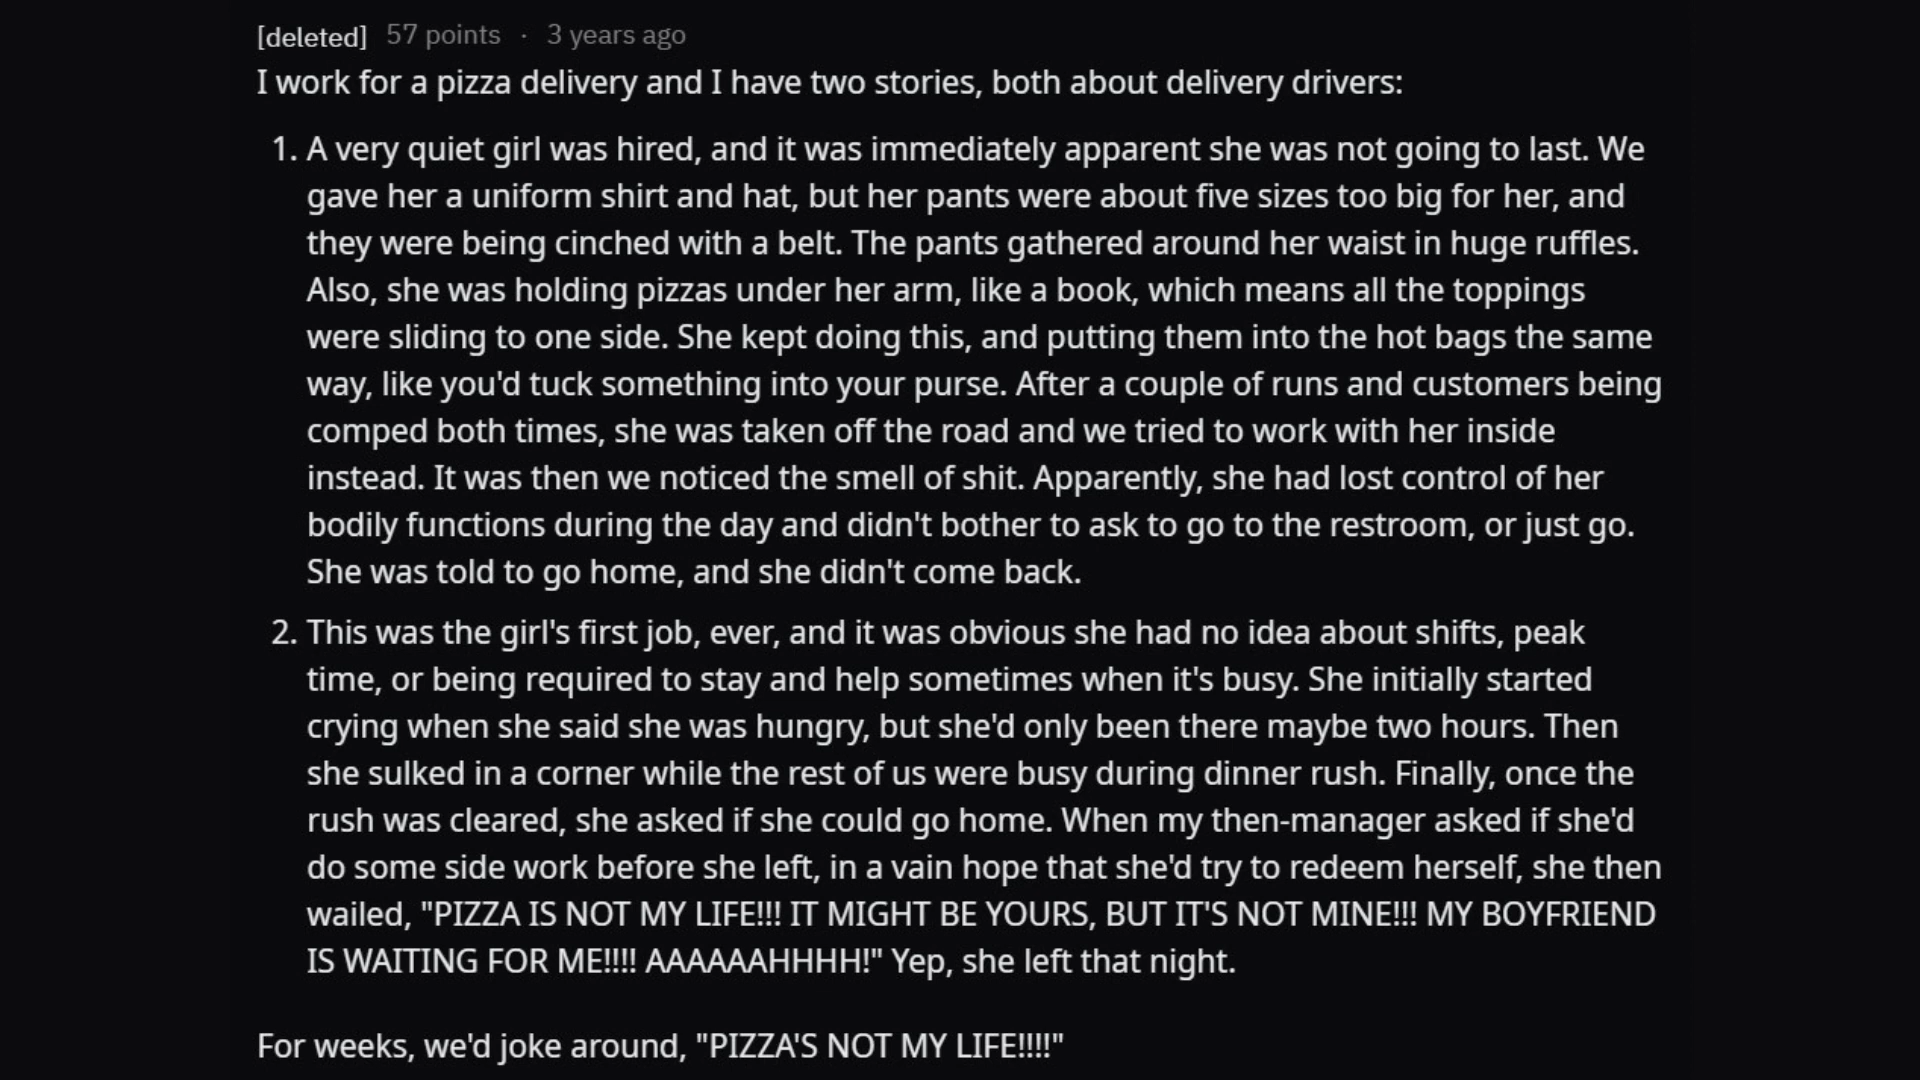 [deleted] 57 points · 3 years ago
I work for a pizza delivery and I have two stories, both about delivery drivers:
1. A very quiet girl was hired, and it was immediately apparent she was not going to last. We
gave her a uniform shirt and hat, but her pants were about five sizes too big for her, and
they were being cinched with a belt. The pants gathered around her waist in huge ruffles.
Also, she was holding pizzas under her arm, like a book, which means all the toppings
were sliding to one side. She kept doing this, and putting them into the hot bags the same
way, like you'd tuck something into your purse. After a couple of runs and customers being
comped both times, she was taken off the road and we tried to work with her inside
instead. It was then we noticed the smell of shit. Apparently, she had lost control of her
bodily functions during the day and didn't bother to ask to go to the restroom, or just go.
She was told to go home, and she didn't come back.
2. This was the girl's first job, ever, and it was obvious she had no idea about shifts, peak
time, or being required to stay and help sometimes when it's busy. She initially started
crying when she said she was hungry, but she'd only been there maybe two hours. Then
she sulked in a corner while the rest of us were busy during dinner rush. Finally, once the
rush was cleared, she asked if she could go home. When my then-manager asked if she'd
do some side work before she left, in a vain hope that she'd try to redeem herself, she then
wailed, "PIZZA IS NOT MY LIFE!!! IT MIGHT BE YOURS, BUT IT'S NOT MINE!!! MY BOYFRIEND
IS WAITING FOR ME!!!! AAAAAAHHHH!" Yep, she left that night.
For weeks, we'd joke around, "PIZZA'S NOT MY LIFE!!!!"